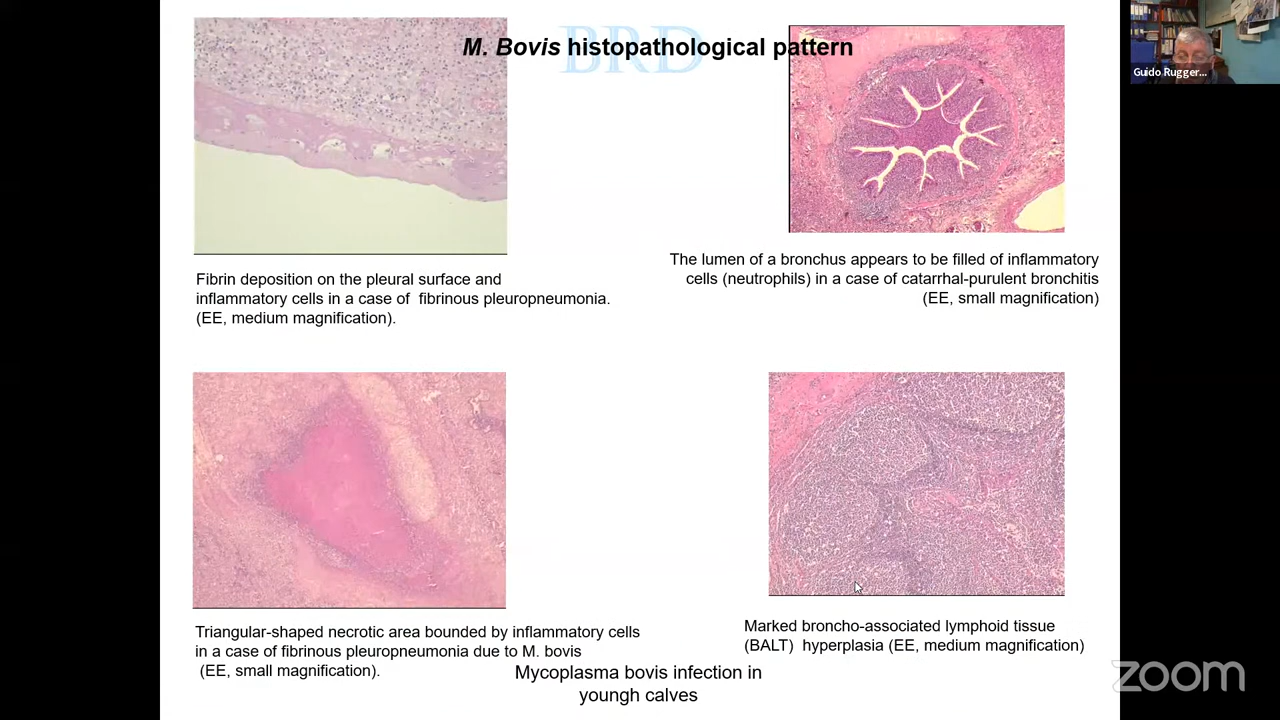 BRD
M. Bovis histopathological pattern
Guido Rugger...
Fibrin deposition on the pleural surface and
inflammatory cells in a case of fibrinous pleuropneumonia.
(EE, medium magnification).
The lumen of a bronchus appears to be filled of inflammatory
cells (neutrophils) in a case of catarrhal-purulent bronchitis
(EE, small magnification)
Triangular-shaped necrotic area bounded by inflammatory cells
in a case of fibrinous pleuropneumonia due to M. bovis
(EE, small magnification).
Marked broncho-associated lymphoid tissue
(BALT) hyperplasia (EE, medium magnification)
Mycoplasma bovis infection in
youngh calves
zoom